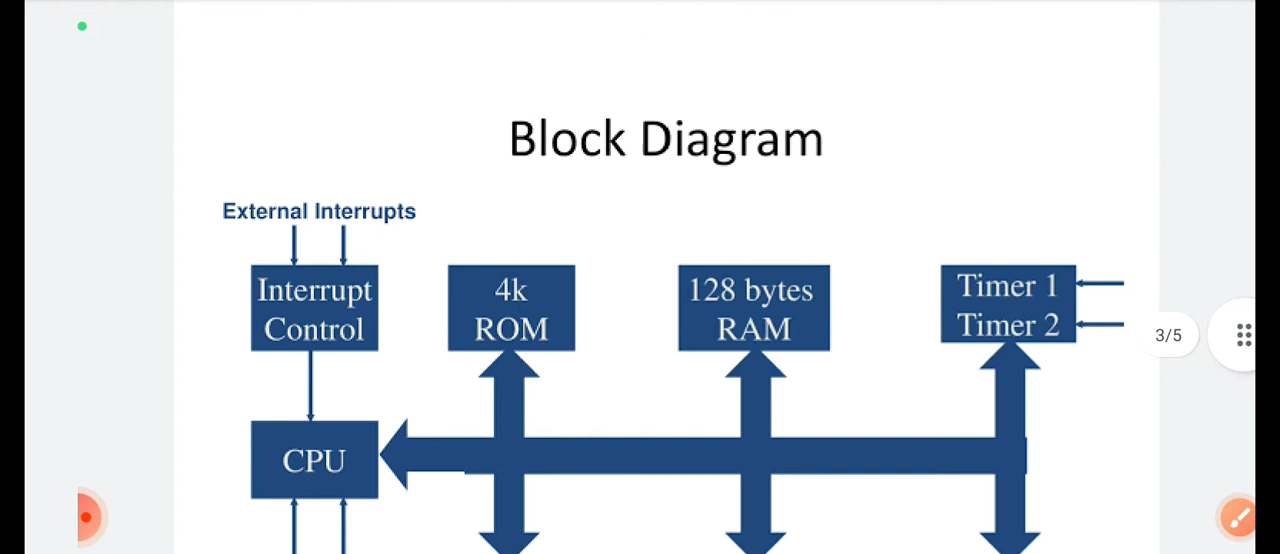 Block Diagram
External Interrupts
Interrupt
Control
4k
ROM
128 bytes
RAM
Timer 1
Timer 2
3/5
CPU